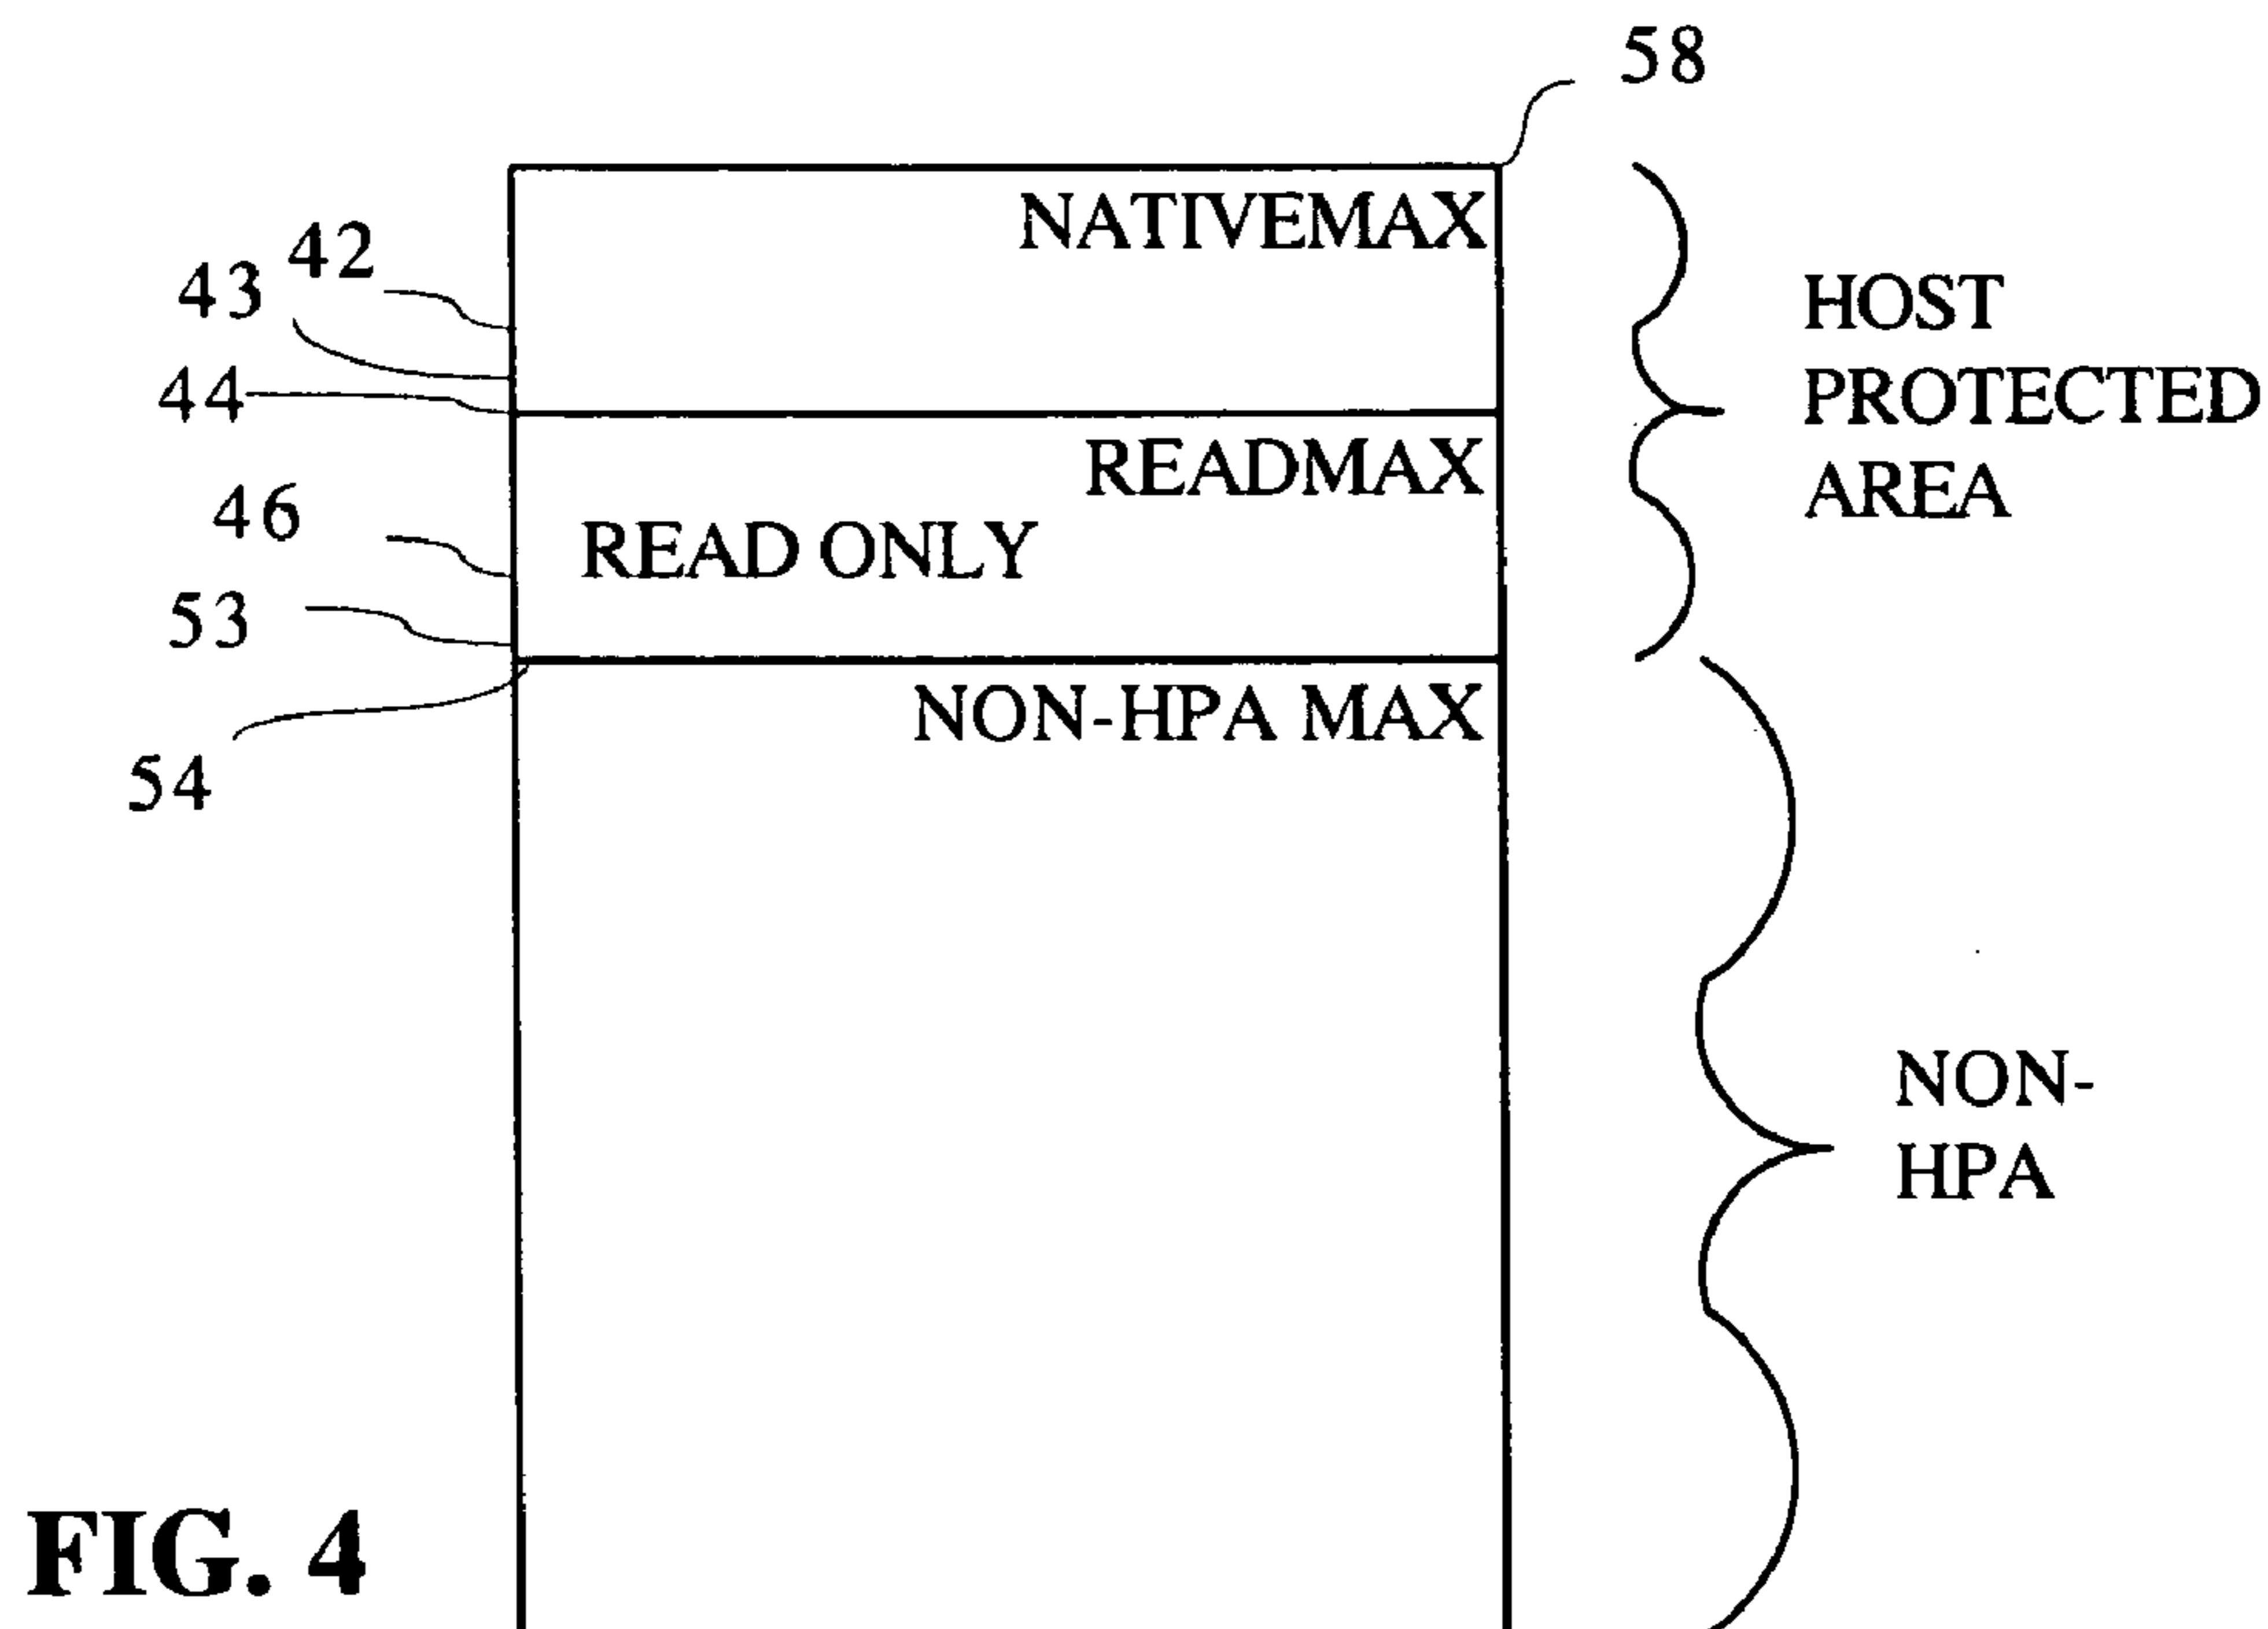 58
NATIVEMAX
42
43
44
HOST
PROTECTED
AREA
READMAX
46
READ ONLY
53
NON-HPA MAX
54
NON-
HPA
FIG. 4